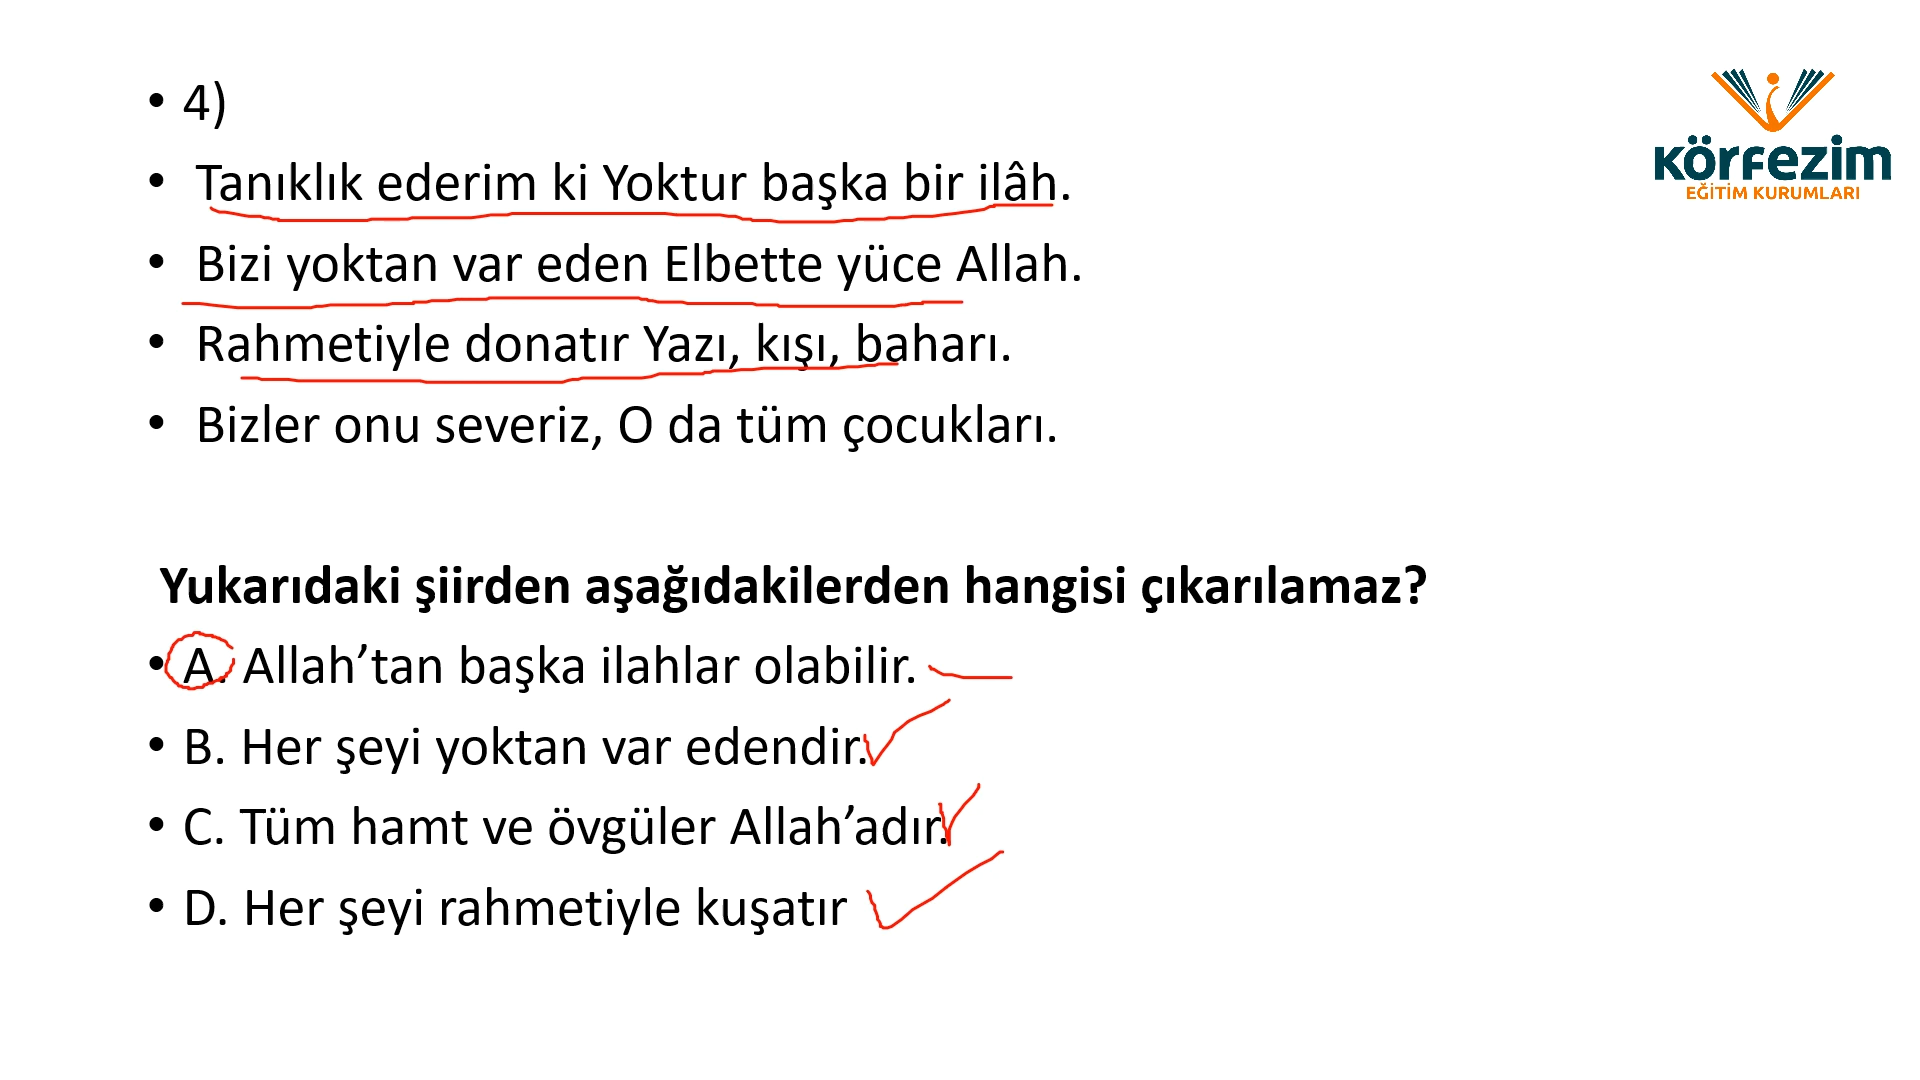 • 4)
• Tanıklık ederim ki Yoktur başka bir ilâh.
• Bizi yoktan var eden Elbette yüce Allah.
• Rahmetiyle donatır Yazı, kışı, baharı.
• Bizler onu severiz, O da tüm çocukları.
Yukarıdaki şiirden aşağıdakilerden hangisi çıkarılamaz?
• A. Allah’tan başka ilahlar olabilir.
• B. Her şeyi yoktan var edendir.
• C. Tüm hamt ve övgüler Allah’adır.
• D. Her şeyi rahmetiyle kuşatır
Körfezim
EĞİTİM KURUMLARI